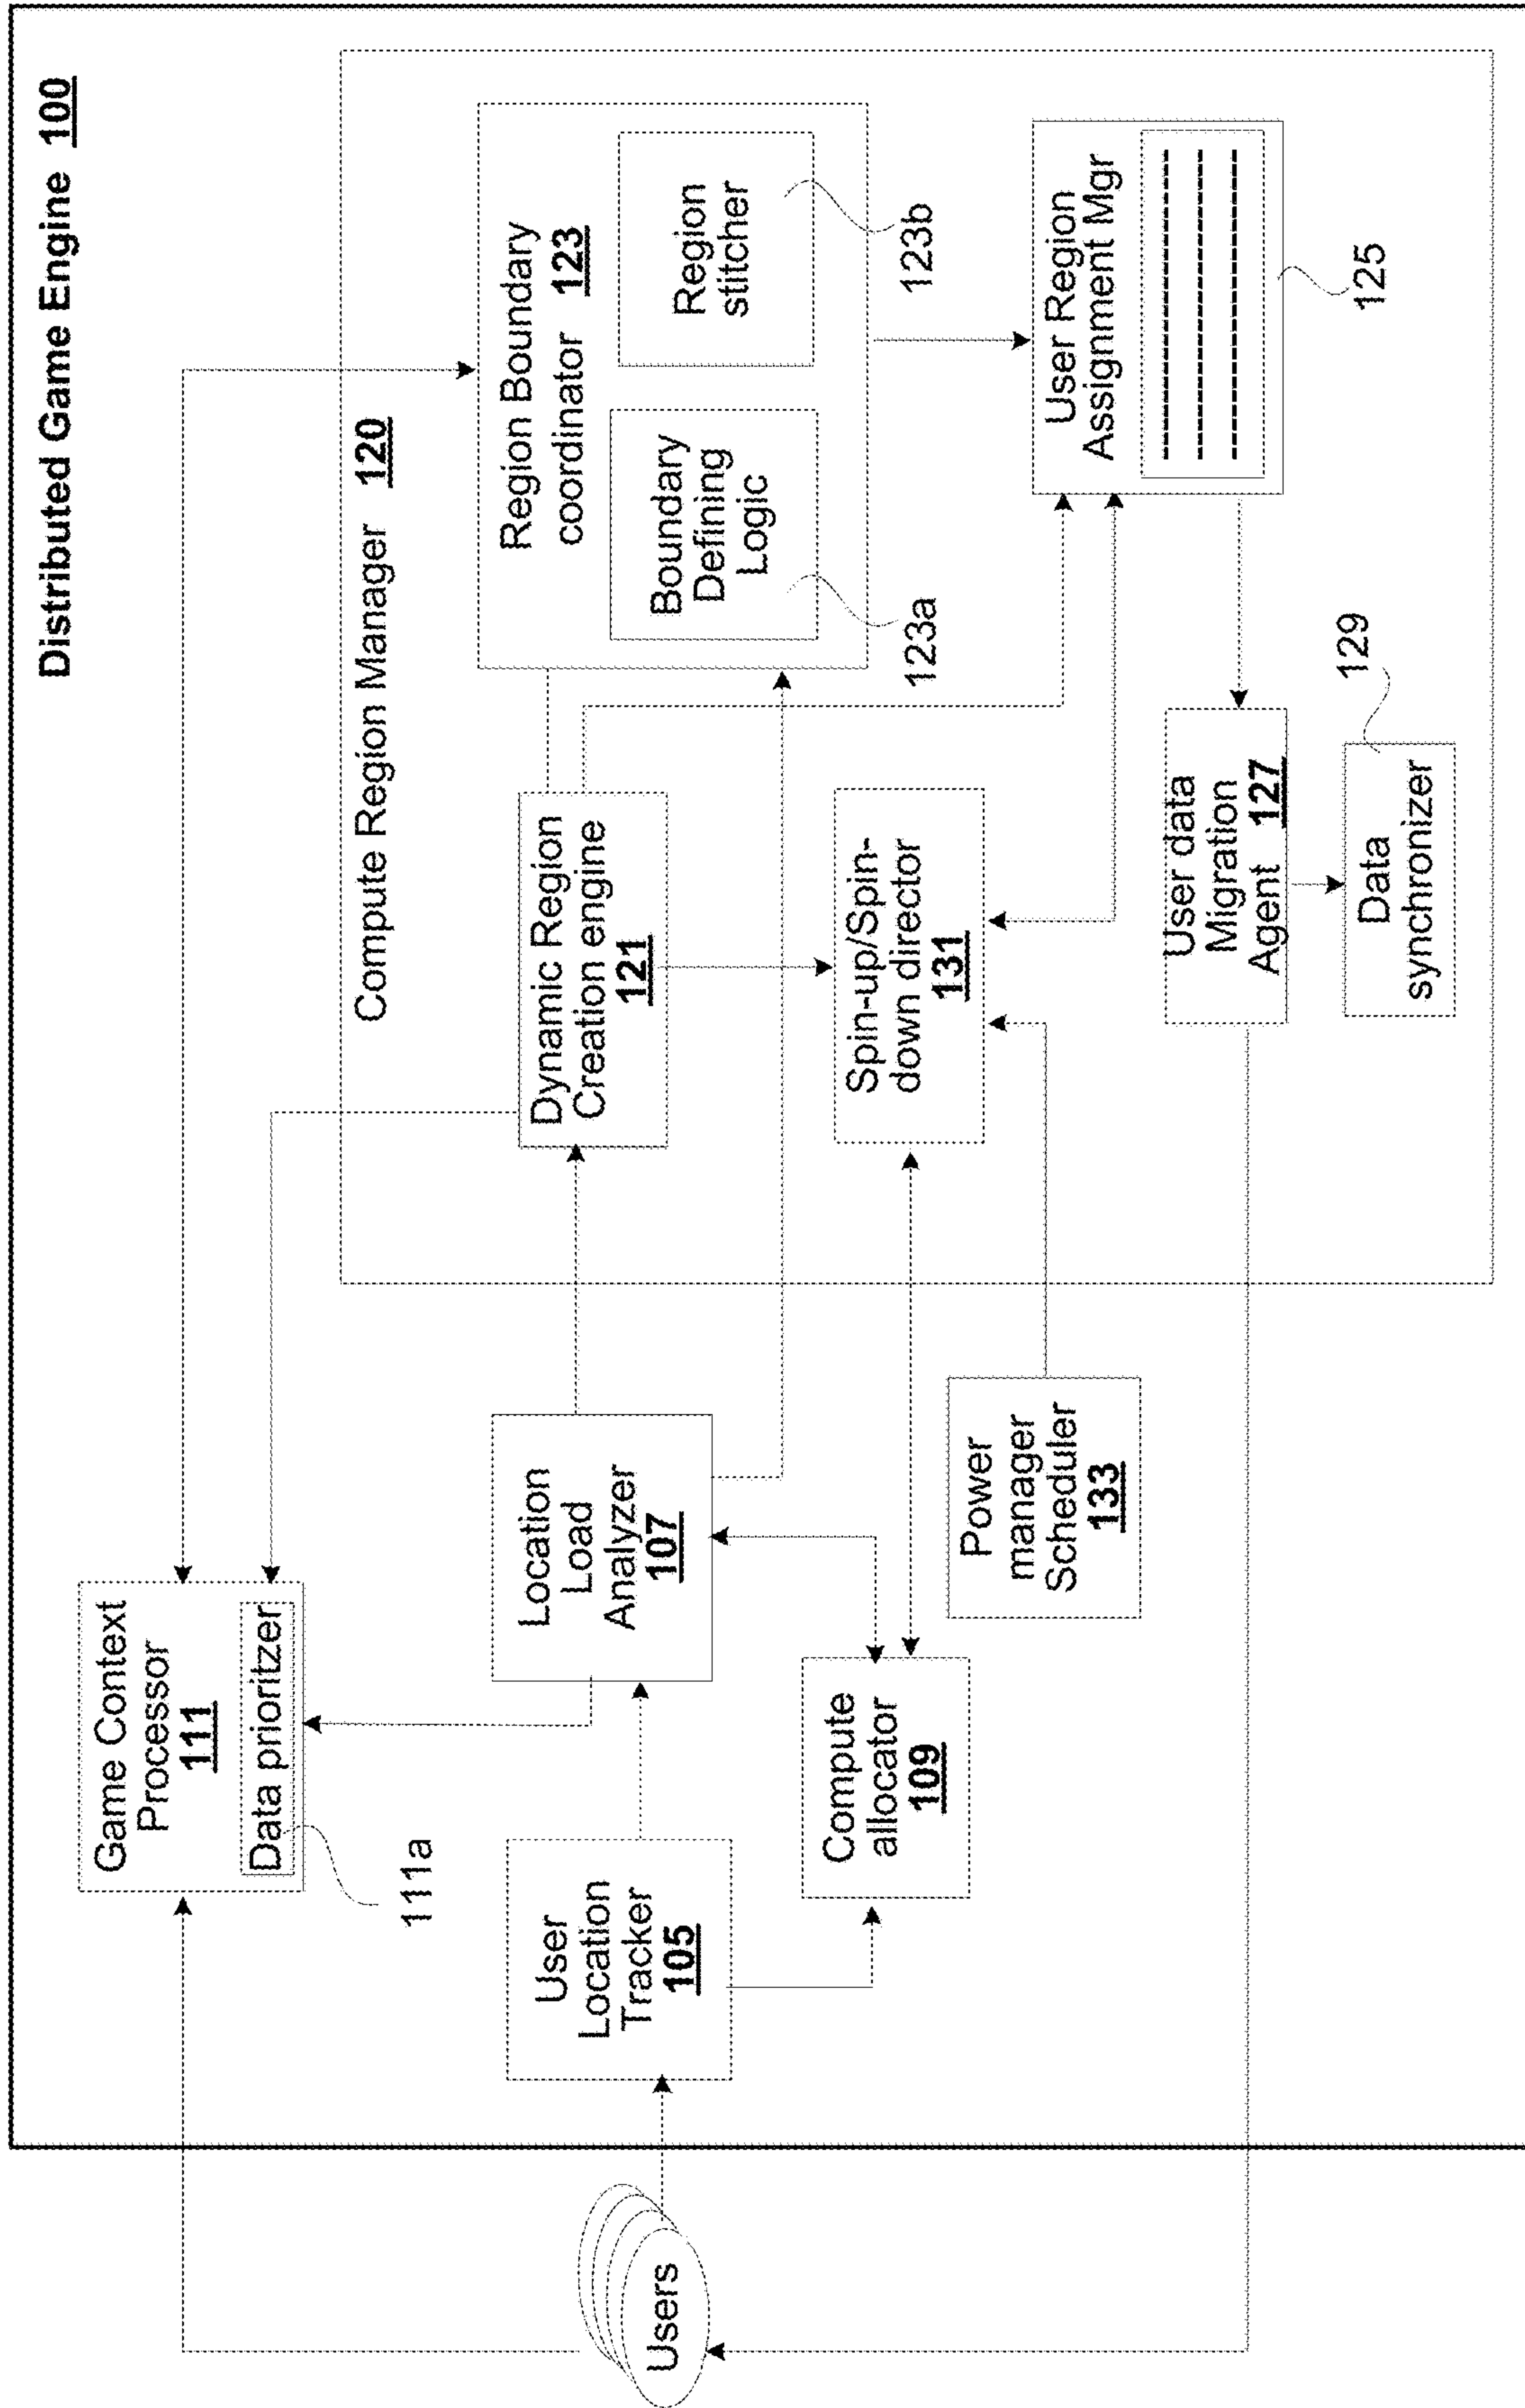 Distributed Game Engine 100
Compute Region Manager 120
Game Context
Processor
111
Data prioritzer
111a
Region Boundary
coordinator 123
Boundary
Defining
Logic
123a
Region
stitcher
123b
Dynamic Region
Creation engine
121
Location
Load
Analyzer
107
User
Location
Tracker
105
Users
Compute
allocator
109
Spin-up/Spin-
down director
131
Power
manager
Scheduler
133
User Region
Assignment Mgr
125
User data
Migration
Agent 127
Data
synchronizer
129